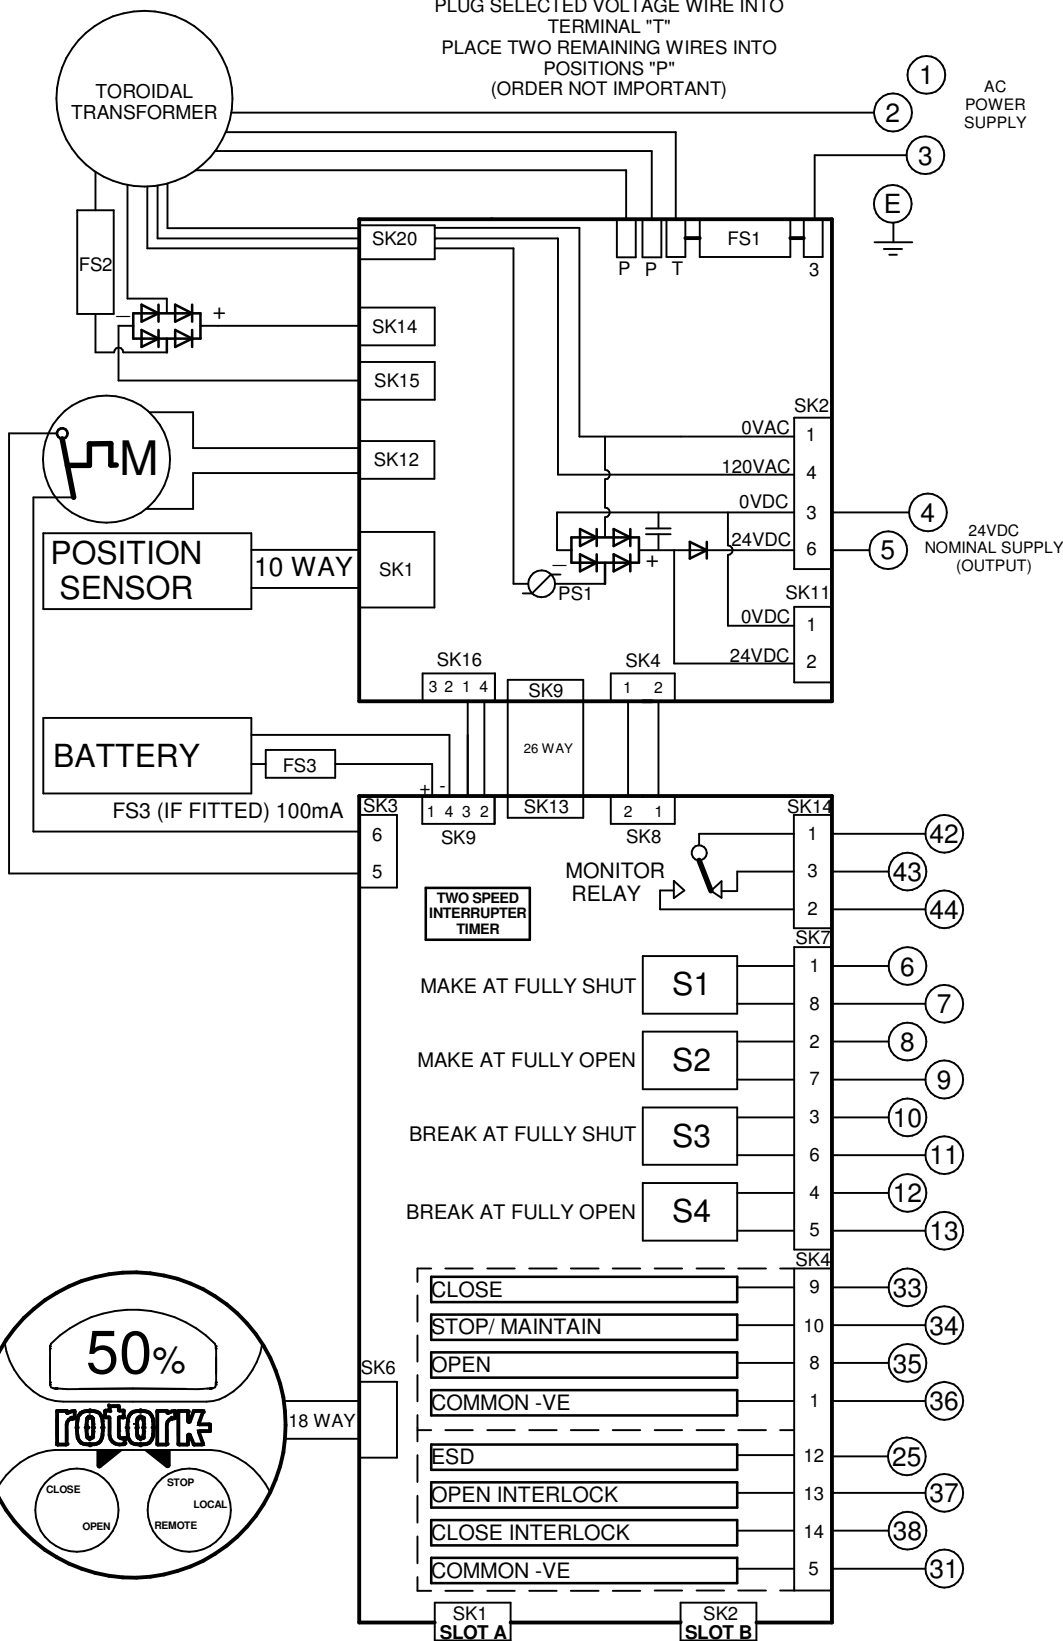 PLUG SELECTED VOLTAGE WIRE INTO
TERMINAL "T"
PLACE TWO REMAINING WIRES INTO
POSITIONS "P"
(ORDER NOT IMPORTANT)
TOROIDAL
TRANSFORMER
1
2
3
E
AC
POWER
SUPPLY
FS2
SK20
P P T
FS1
3
SK14
SK15
SK12
SK1
- +
M
POSITION
SENSOR
10 WAY
SK2
0VAC 1
120VAC 4
0VDC 3
24VDC 6
4
5
24VDC
NOMINAL SUPPLY
(OUTPUT)
- +
PS1
SK11
0VDC 1
24VDC 2
SK16
3 2 1 4
SK9
SK4
1 2
BATTERY
FS3
26 WAY
FS3 (IF FITTED) 100mA
SK3
6
5
+ -
1 4 3 2
SK9
SK13
2 1
SK8
SK14
MONITOR
RELAY
1 42
3 43
2 44
TWO SPEED
INTERRUPTER
TIMER
SK7
MAKE AT FULLY SHUT S1
1 6
8 7
MAKE AT FULLY OPEN S2
2 8
7 9
BREAK AT FULLY SHUT S3
3 10
6 11
BREAK AT FULLY OPEN S4
4 12
5 13
SK4
CLOSE 9 33
STOP/ MAINTAIN 10 34
OPEN 8 35
COMMON -VE 1 36
ESD 12 25
OPEN INTERLOCK 13 37
CLOSE INTERLOCK 14 38
COMMON -VE 5 31
50%
rotork
CLOSE
OPEN
STOP
LOCAL
REMOTE
18 WAY
SK6
SK1
SLOT A
SK2
SLOT B